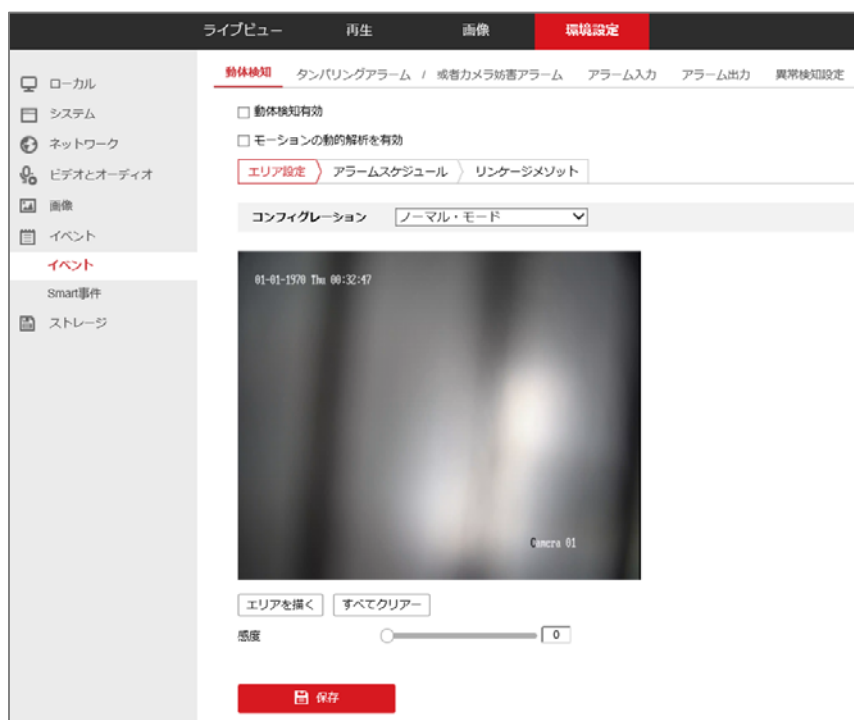 ライブビュー 再生 画像 環境設定
ローカル
システム
ネットワーク
ビデオとオーディオ
画像
イベント
イベント
Smart事件
ストレージ
動体検知 タンパリングアラーム / 或者カメラ妨害アラーム アラーム入力 アラーム出力 異常検知設定
動体検知有効
モーションの動的解析を有効
エリア設定 アラームスケジュール リンケージメソット
コンフィグレーション ノーマル・モード
01-01-1970 Thu 00:32:47
Camera 01
エリアを描く すべてクリアー
感度 0
保存